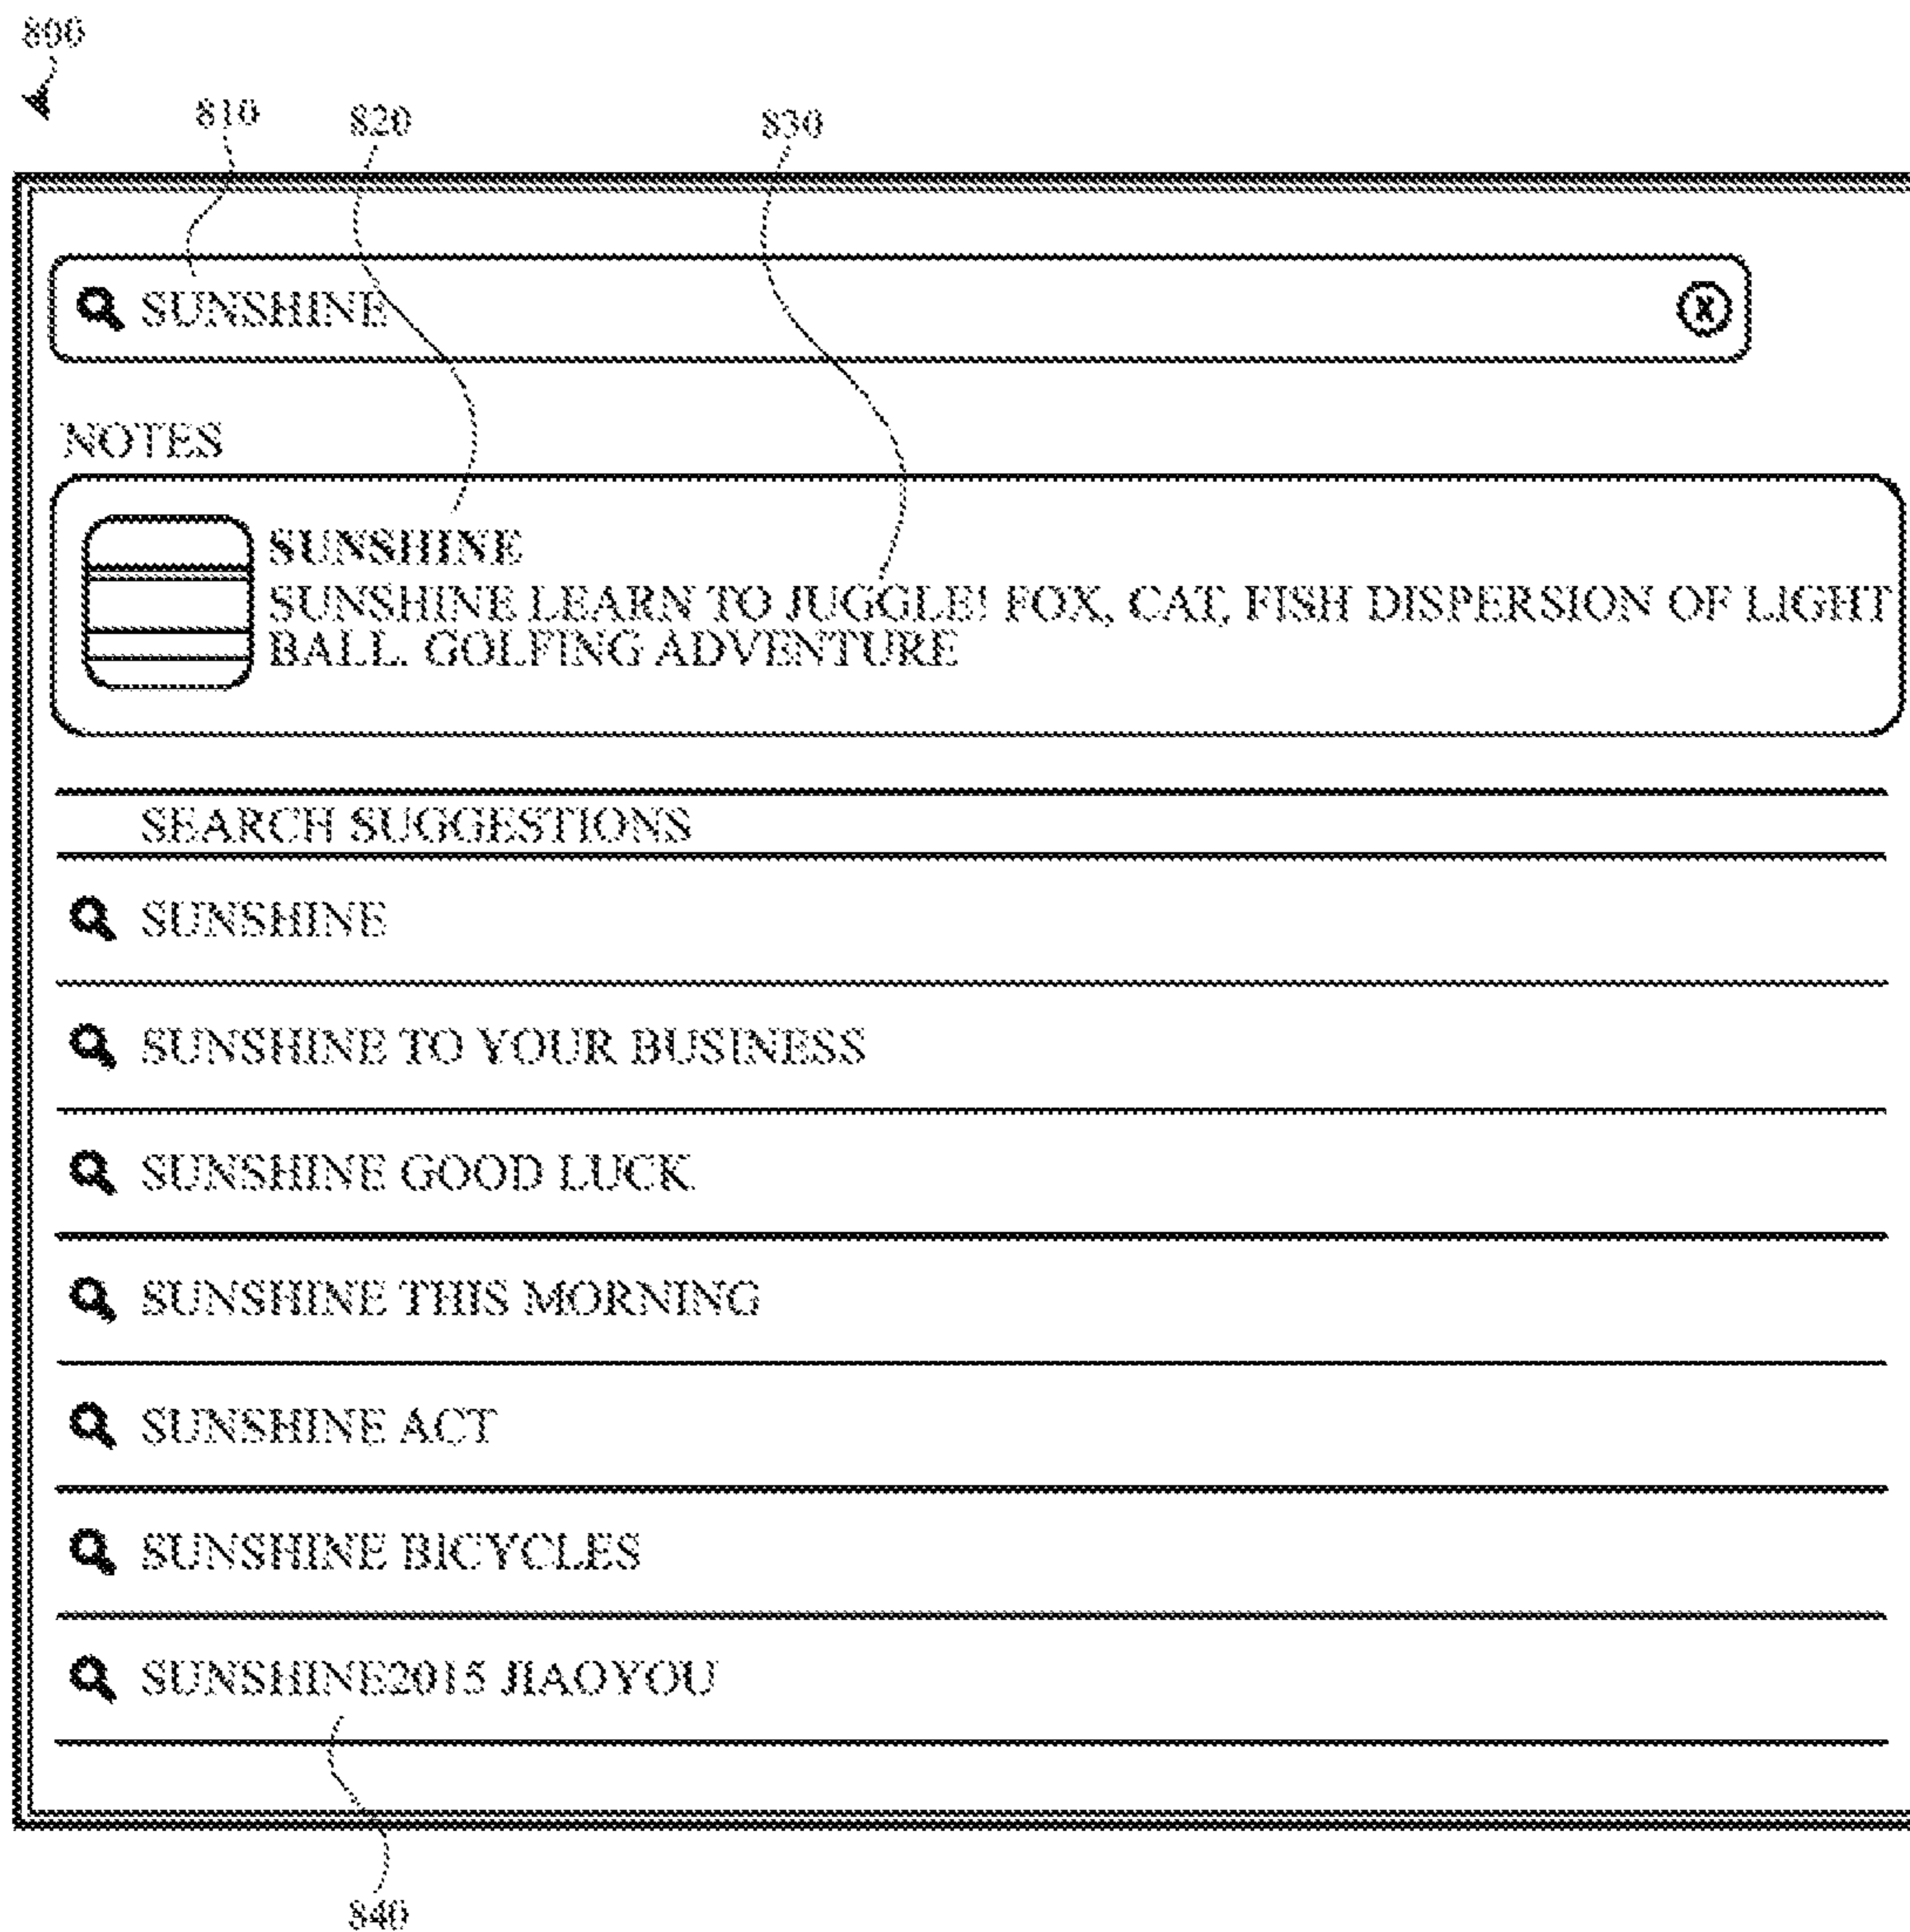 800
810
820
830
SUNSHINE
X
NOTES
SUNSHINE
SUNSHINE LEARN TO JUGGLE! FOX, CAT, FISH DISPERSION OF LIGHT
BALL. GOLFING ADVENTURE
SEARCH SUGGESTIONS
SUNSHINE
SUNSHINE TO YOUR BUSINESS
SUNSHINE GOOD LUCK
SUNSHINE THIS MORNING
SUNSHINE ACT
SUNSHINE BICYCLES
SUNSHINE2015 JIAOYOU
840